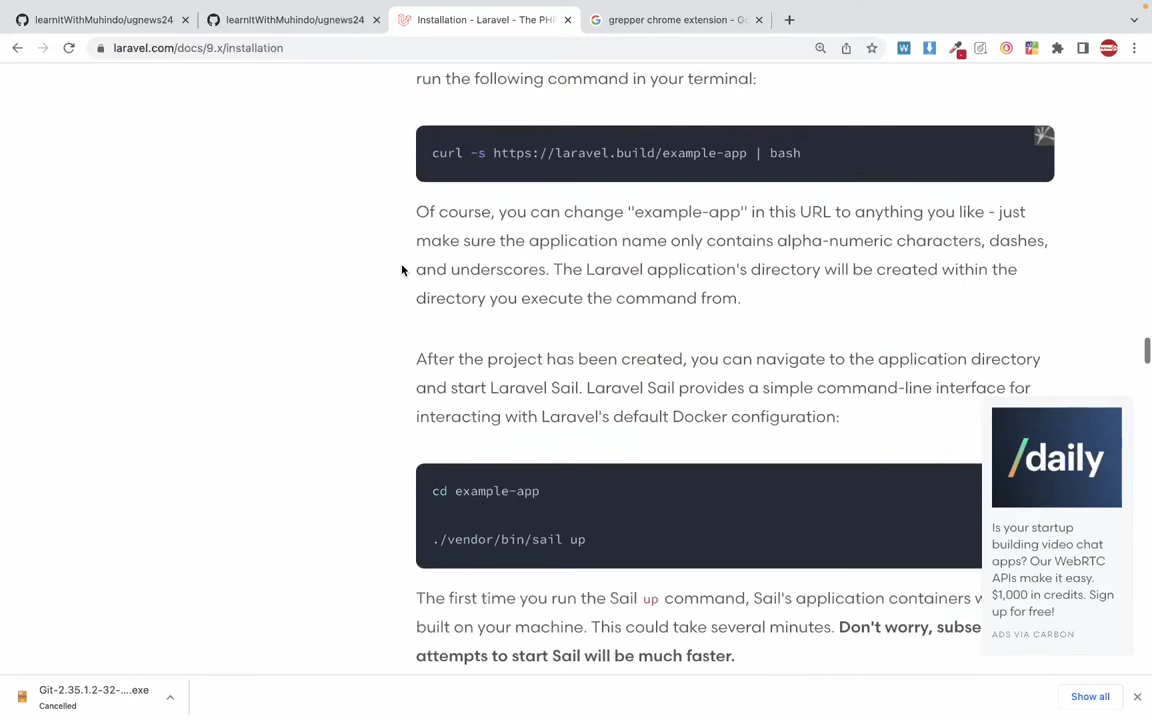 learnItWithMuhindo/ugnews24
learnItWithMuhindo/ugnews24
Installation - Laravel - The PHP
grepper chrome extension - Go
laravel.com/docs/9.x/installation
run the following command in your terminal:
curl -s https://laravel.build/example-app | bash
Of course, you can change "example-app" in this URL to anything you like - just
make sure the application name only contains alpha-numeric characters, dashes,
and underscores. The Laravel application's directory will be created within the
directory you execute the command from.
After the project has been created, you can navigate to the application directory
and start Laravel Sail. Laravel Sail provides a simple command-line interface for
interacting with Laravel's default Docker configuration:
cd example-app
./vendor/bin/sail up
The first time you run the Sail up command, Sail's application containers w
built on your machine. This could take several minutes. Don't worry, subse
attempts to start Sail will be much faster.
/daily
Is your startup
building video chat
apps? Our WebRTC
APIs make it easy.
$1,000 in credits. Sign
up for free!
ADS VIA CARBON
Git-2.35.1.2-32-....exe
Cancelled
Show all